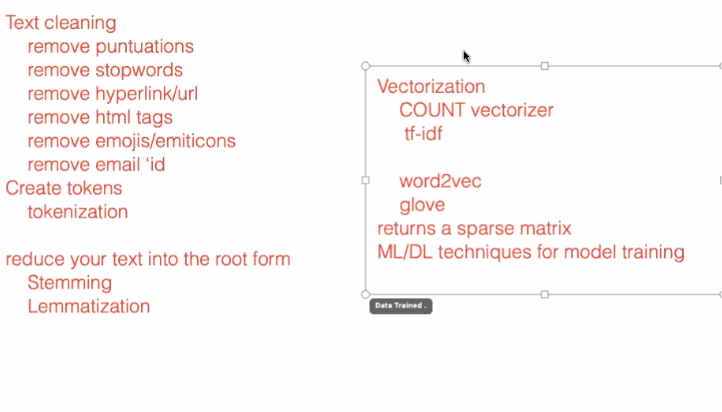 Text cleaning
remove puntuations
remove stopwords
remove hyperlink/url
remove html tags
remove emojis/emiticons
remove email ‘id
Create tokens
tokenization
reduce your text into the root form
Stemming
Lemmatization
Vectorization
COUNT vectorizer
tf-idf
word2vec
glove
returns a sparse matrix
ML/DL techniques for model training
Data Trained .